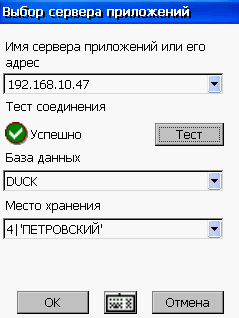 Выбор сервера приложений
Имя сервера приложений или его
адрес
192.168.10.47
Тест соединения
Успешно
Тест
База данных
DUCK
Место хранения
4|'ПЕТРОВСКИЙ'
OK
Отмена